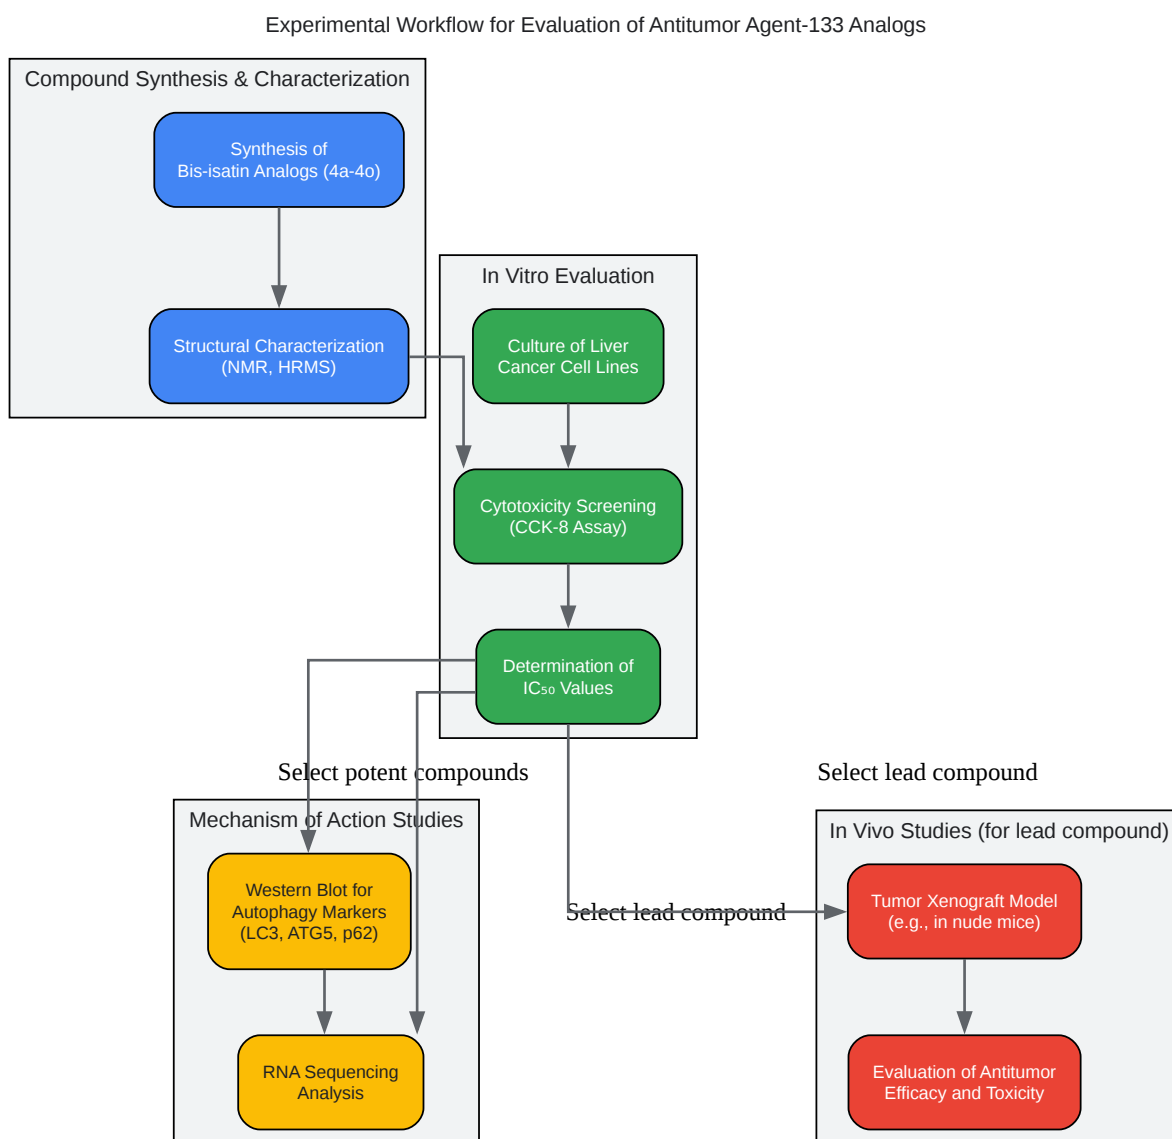 Experimental Workflow for Evaluation of Antitumor Agent-133 Analogs
Compound Synthesis & Characterization
Synthesis of
Bis-isatin Analogs (4a-4o)
Structural Characterization
(NMR, HRMS)
In Vitro Evaluation
Culture of Liver
Cancer Cell Lines
Cytotoxicity Screening
(CCK-8 Assay)
Determination of
IC₅₀ Values
Select potent compounds
Select lead compound
Mechanism of Action Studies
Western Blot for
Autophagy Markers
(LC3, ATG5, p62)
RNA Sequencing
Analysis
Select lead compound
In Vivo Studies (for lead compound)
Tumor Xenograft Model
(e.g., in nude mice)
Evaluation of Antitumor
Efficacy and Toxicity